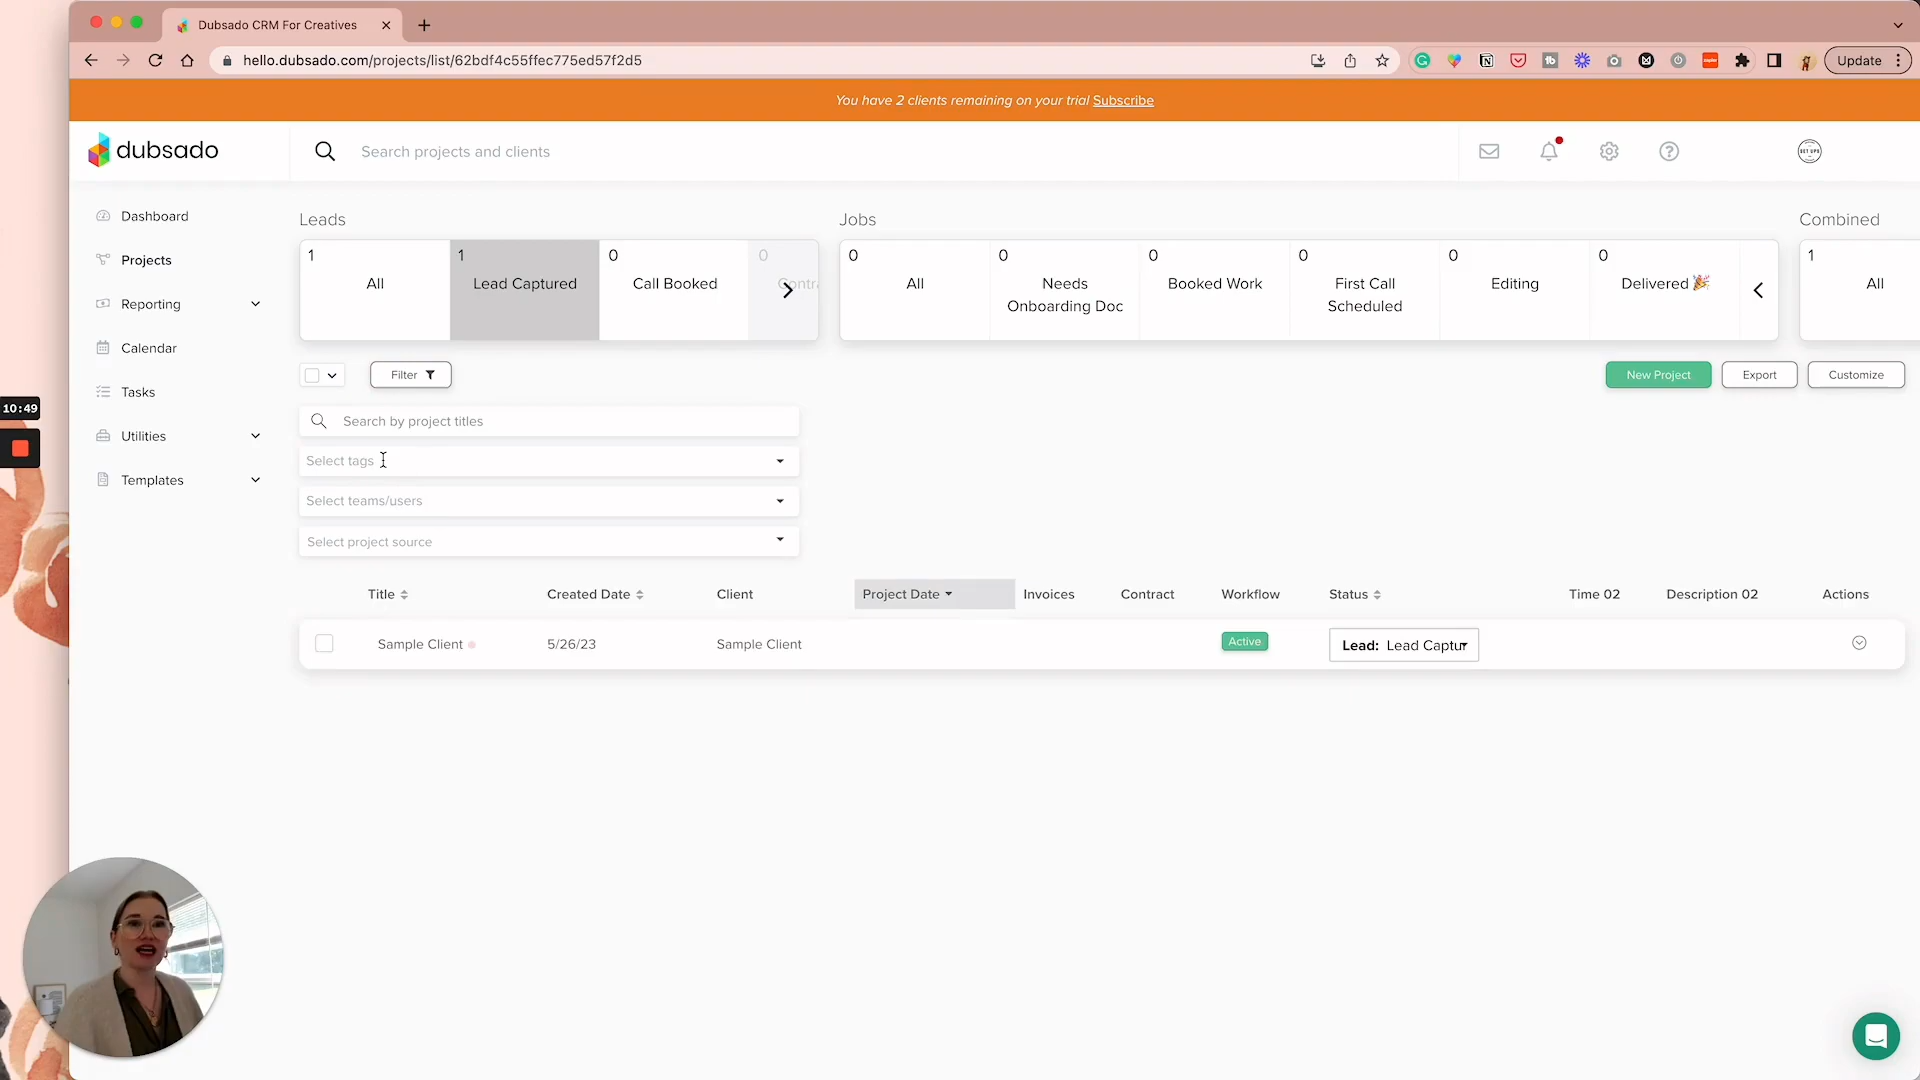 Dubsado CRM For Creatives
hello.dubsado.com/projects/list/62bdf4c55ffec775ed57f2d5
Update
You have 2 clients remaining on your trial Subscribe
dubsado
Search projects and clients
SET UPS
Dashboard
Projects
Reporting
Calendar
Tasks
Utilities
Templates
10:49
Leads
1
All
1
Lead Captured
0
Call Booked
0
Contr
Jobs
0
All
0
Needs
Onboarding Doc
0
Booked Work
0
First Call
Scheduled
0
Editing
0
Delivered 🎉
Combined
1
All
Filter
New Project
Export
Customize
Search by project titles
Select tags
Select teams/users
Select project source
Title
Created Date
Client
Project Date
Invoices
Contract
Workflow
Status
Time 02
Description 02
Actions
Sample Client
5/26/23
Sample Client
Active
Lead: Lead Captur